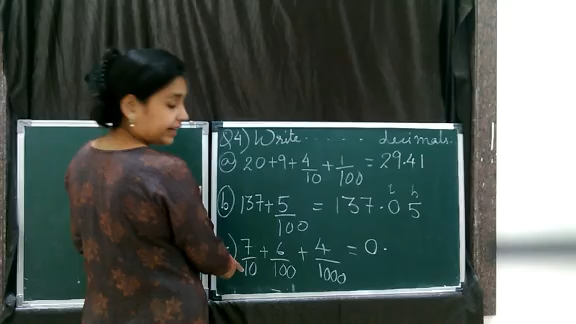 Q4) Write ...... decimals.
(a) 20+9+4/10+1/100 = 29.41
t h
(b) 137+5/100 = 137.05
) 7/10+6/100+4/1000 = 0.